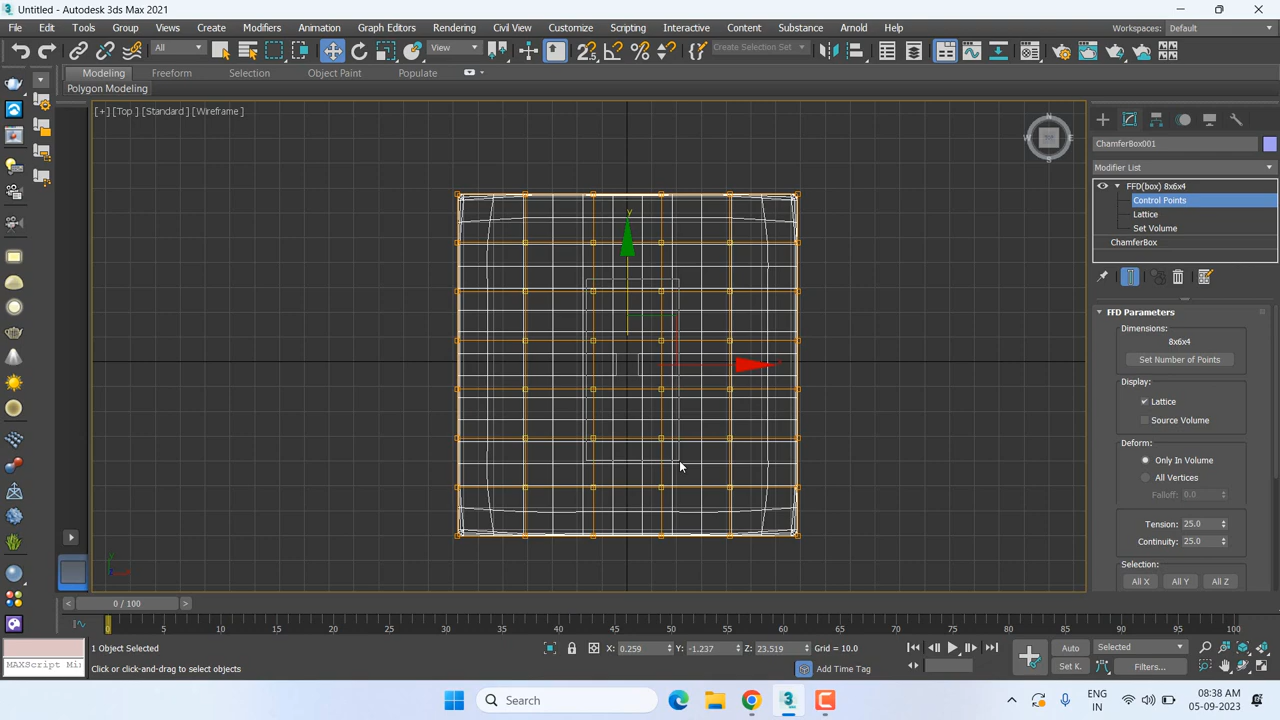 Untitled - Autodesk 3ds Max 2021
File Edit Tools Group Views Create Modifiers Animation Graph Editors Rendering Civil View Customize Scripting Interactive Content Substance Arnold Help Workspaces: Default
All View Create Selection Set
Modeling Freeform Selection Object Paint Populate
Polygon Modeling
[+] [Top ] [Standard ] [Wireframe ]
N
W E
S
ChamferBox001
Modifier List
FFD(box) 8x6x4
Control Points
Lattice
Set Volume
ChamferBox
FFD Parameters
Dimensions:
8x6x4
Set Number of Points
Display:
Lattice
Source Volume
Deform:
Only In Volume
All Vertices
Falloff: 0.0
Tension: 25.0
Continuity: 25.0
Selection:
All X All Y All Z
y
< 0 / 100 >
0 5 10 15 20 25 30 35 40 45 50 55 60 65 70 75 80 85 90 95 100
1 Object Selected X: 0.259 Y: -1.237 Z: 23.519 Grid = 10.0 Auto Selected
MAXScript Mi Click or click-and-drag to select objects Add Time Tag Set K. Filters...
Search ENG IN 08:38 AM 05-09-2023